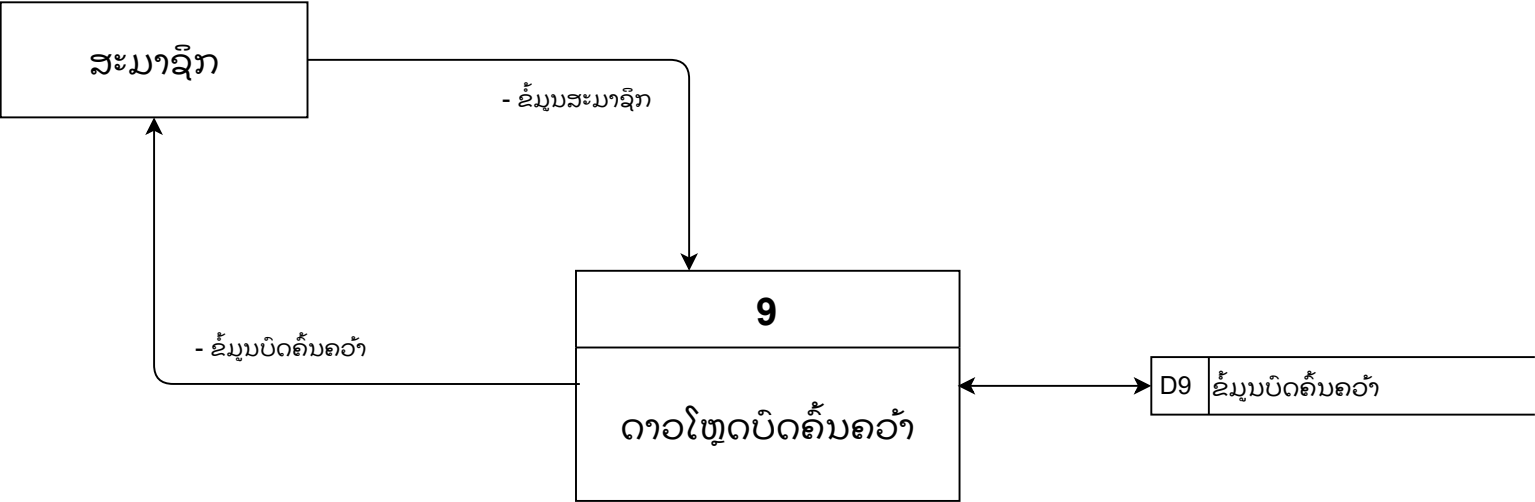 ສະມາຊິກ
- ຂໍ້ມູນສະມາຊິກ
9
- ຂໍ້ມູນບົດຄົ້ນຄວ້າ
D9 ຂໍ້ມູນບົດຄົ້ນຄວ້າ
ດາວໂຫຼດບົດຄົ້ນຄວ້າ